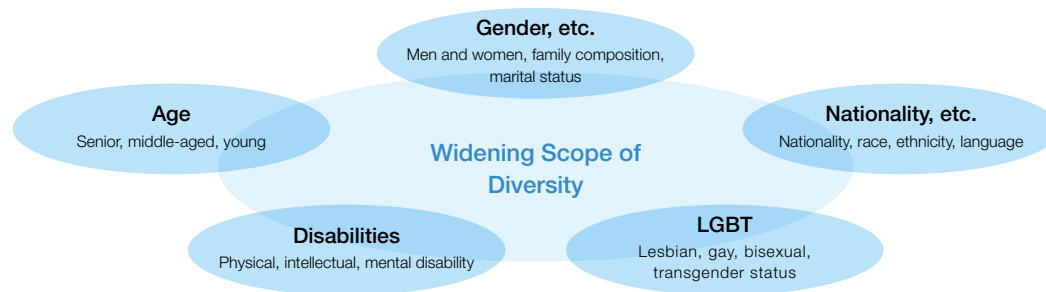 Gender, etc.
Men and women, family composition,
marital status
Age
Senior, middle-aged, young
Nationality, etc.
Nationality, race, ethnicity, language
Widening Scope of
Diversity
Disabilities
Physical, intellectual, mental disability
LGBT
Lesbian, gay, bisexual,
transgender status